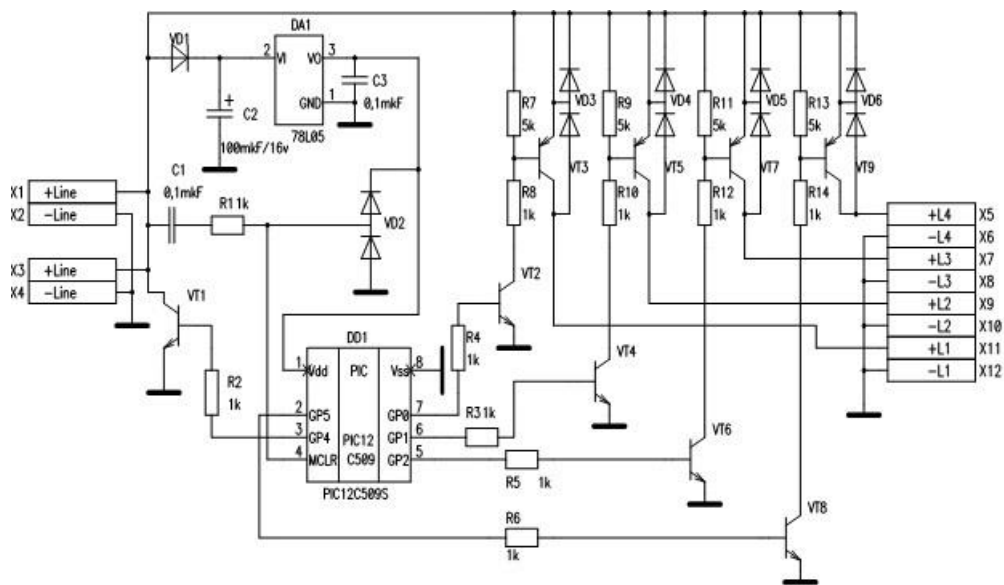 DA1
VD1
2 VI VO 3
GND 1
78L05
C3
0,1mkF
C2
100mkF/16v
C1
0,1mkF
R1 1k
VD2
X1 +Line
X2 -Line
X3 +Line
X4 -Line
VT1
R2
1k
DD1
1 Vdd PIC Vss 8
2 GP5 GP0 7
3 GP4 PIC12 GP1 6
4 MCLR C509 GP2 5
PIC12C509S
R4
1k
R3 1k
R5 1k
R6
1k
VT2
VT4
VT6
VT8
R7
5k
R8
1k
VD3
VT3
R9
5k
R10
1k
VD4
VT5
R11
5k
R12
1k
VD5
VT7
R13
5k
R14
1k
VD6
VT9
+L4 X5
-L4 X6
+L3 X7
-L3 X8
+L2 X9
-L2 X10
+L1 X11
-L1 X12